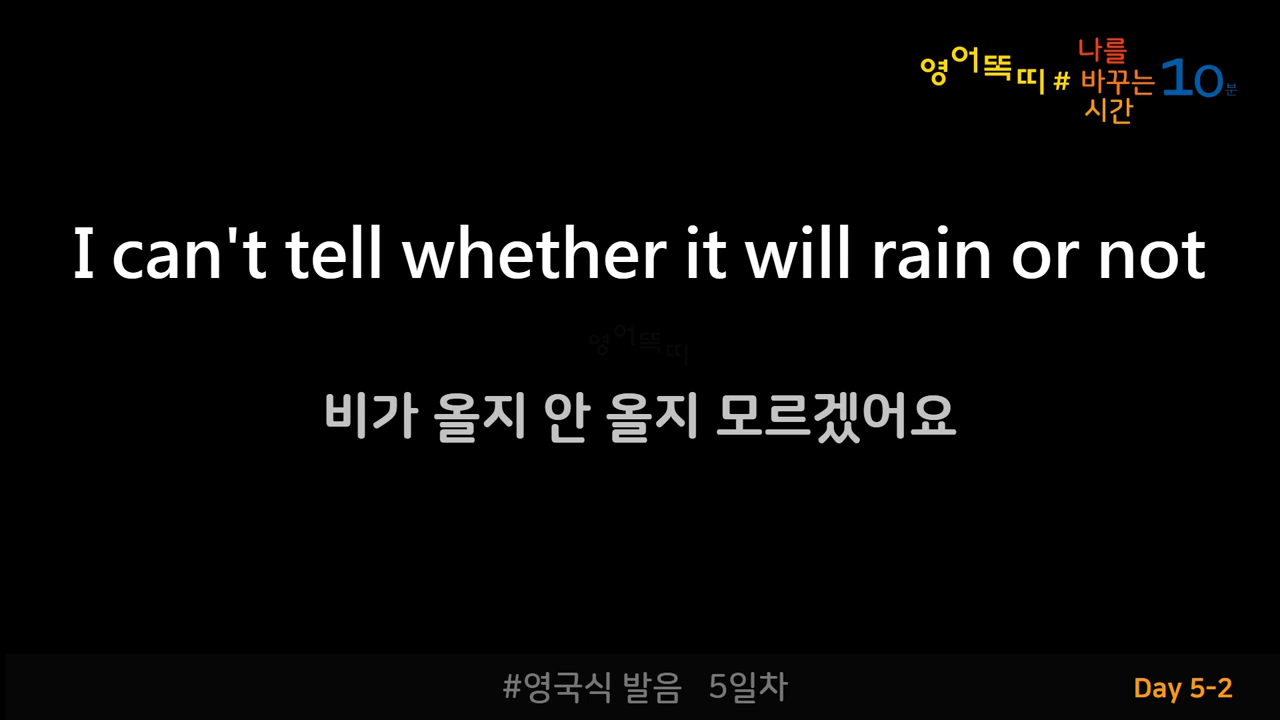 영어똑띠 # 나를 바꾸는 시간 10분
I can't tell whether it will rain or not
영어똑띠
비가 올지 안 올지 모르겠어요
#영국식 발음 5일차
Day 5-2